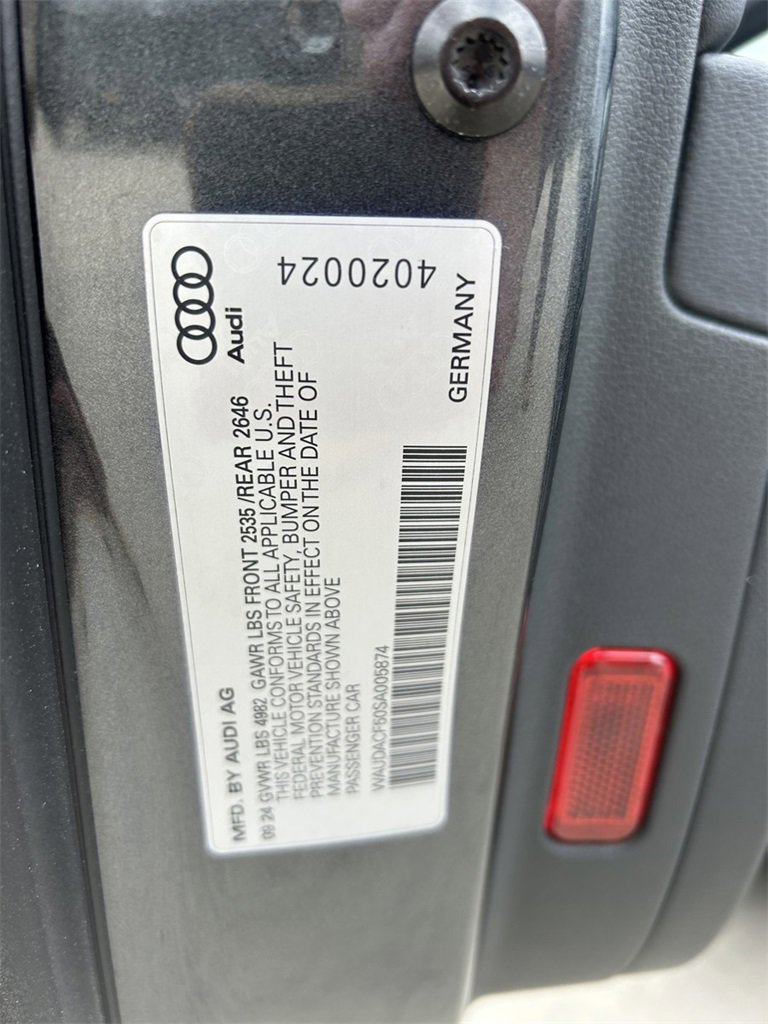 MFD. BY AUDI AG
Audi
09 24 GVWR LBS 4982 GAWR LBS FRONT 2535 /REAR 2646
THIS VEHICLE CONFORMS TO ALL APPLICABLE U.S.
FEDERAL MOTOR VEHICLE SAFETY, BUMPER AND THEFT
PREVENTION STANDARDS IN EFFECT ON THE DATE OF
MANUFACTURE SHOWN ABOVE
PASSENGER CAR
4020024
WAUDACF50SA005874
GERMANY